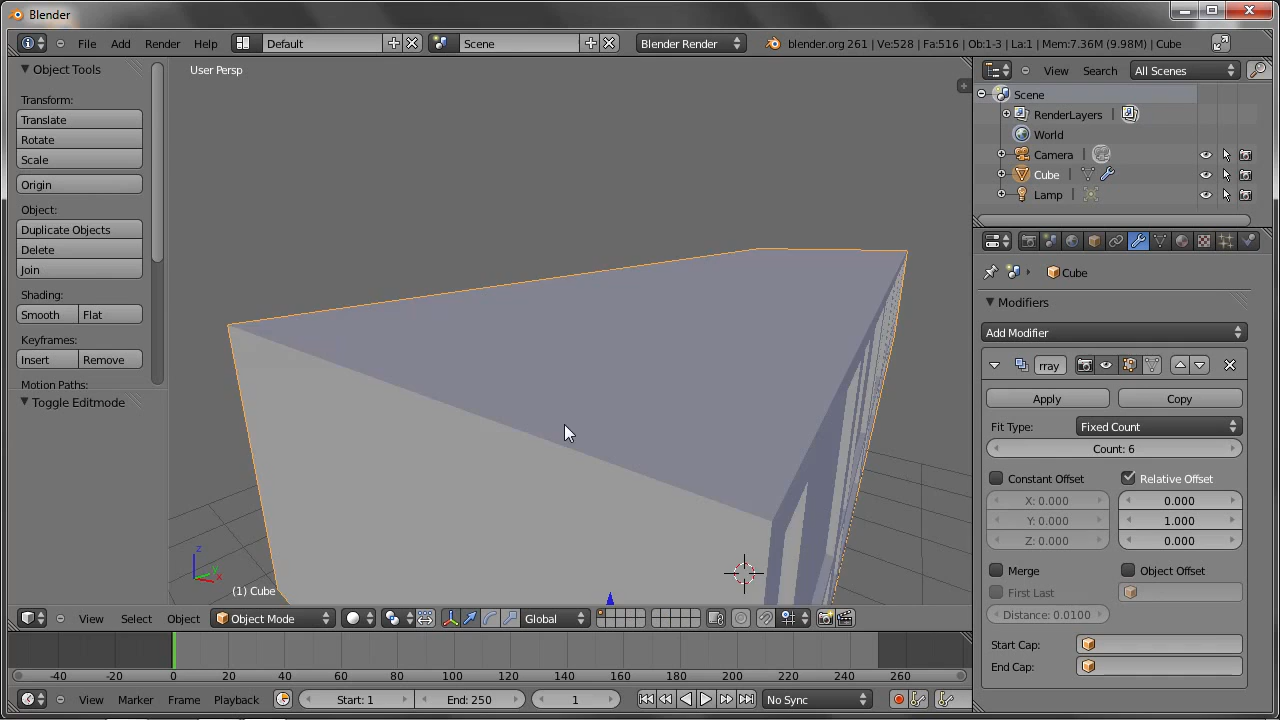 Blender
File Add Render Help Default Scene Blender Render blender.org 261 | Ve:528 | Fa:516 | Ob:1-3 | La:1 | Mem:7.36M (9.98M) | Cube
Object Tools
Transform:
Translate
Rotate
Scale
Origin
Object:
Duplicate Objects
Delete
Join
Shading:
Smooth Flat
Keyframes:
Insert Remove
Motion Paths:
Toggle Editmode
User Persp
z
y
x
(1) Cube
View Select Object Object Mode Global
-40 -20 0 20 40 60 80 100 120 140 160 180 200 220 240 260
View Marker Frame Playback Start: 1 End: 250 1 No Sync
View Search All Scenes
Scene
RenderLayers |
World
Camera |
Cube |
Lamp |
Cube
Modifiers
Add Modifier
rray
Apply Copy
Fit Type: Fixed Count
Count: 6
Constant Offset Relative Offset
X: 0.000 0.000
Y: 0.000 1.000
Z: 0.000 0.000
Merge Object Offset
First Last
Distance: 0.0100
Start Cap:
End Cap: